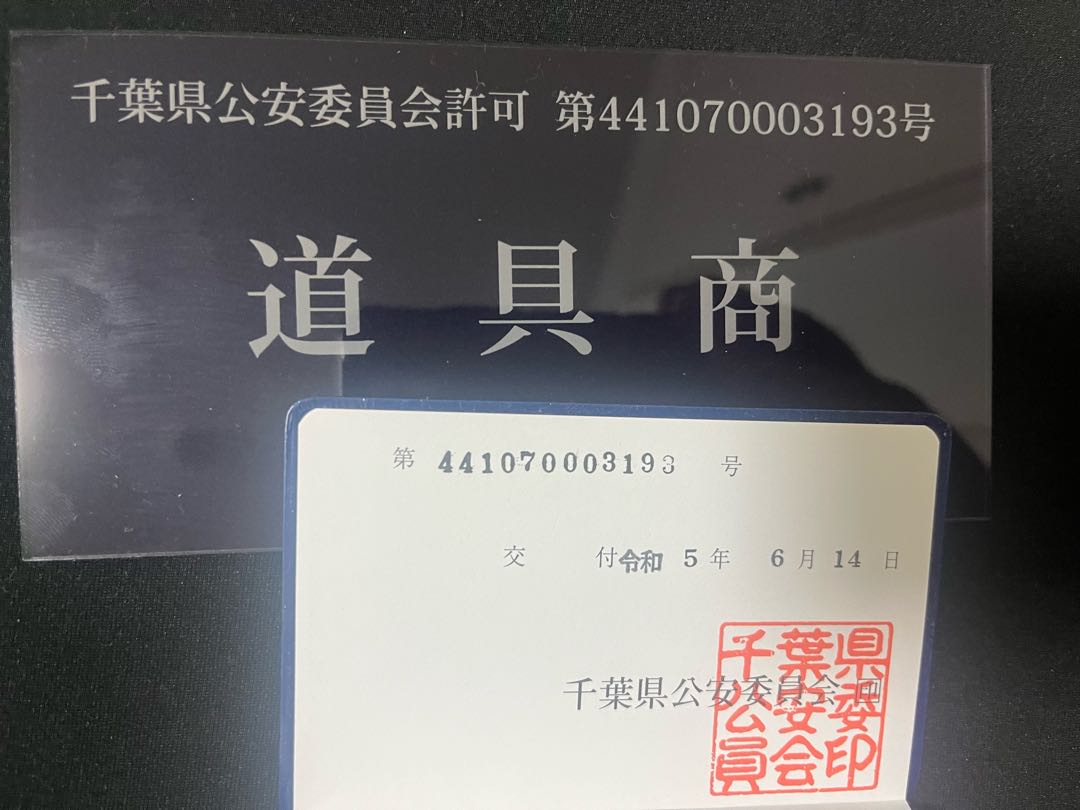 千葉県公安委員会許可 第441070003193号
道具商
第 441070003193 号
交付 令和 5年 6月 14日
千葉県公安委員会 印
千葉県
公安委
員会印